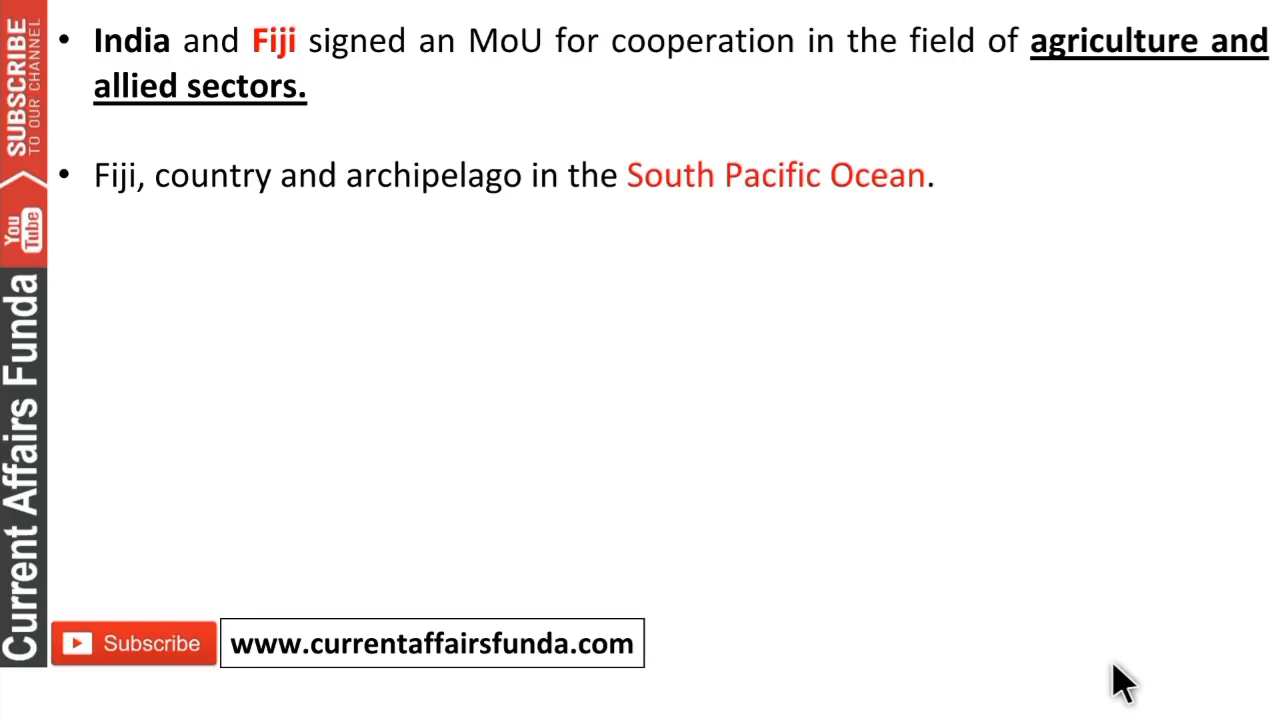 • India and Fiji signed an MoU for cooperation in the field of agriculture and
allied sectors.
• Fiji, country and archipelago in the South Pacific Ocean.
SUBSCRIBE
TO OUR CHANNEL
You
Tube
Current Affairs Funda
Subscribe
www.currentaffairsfunda.com